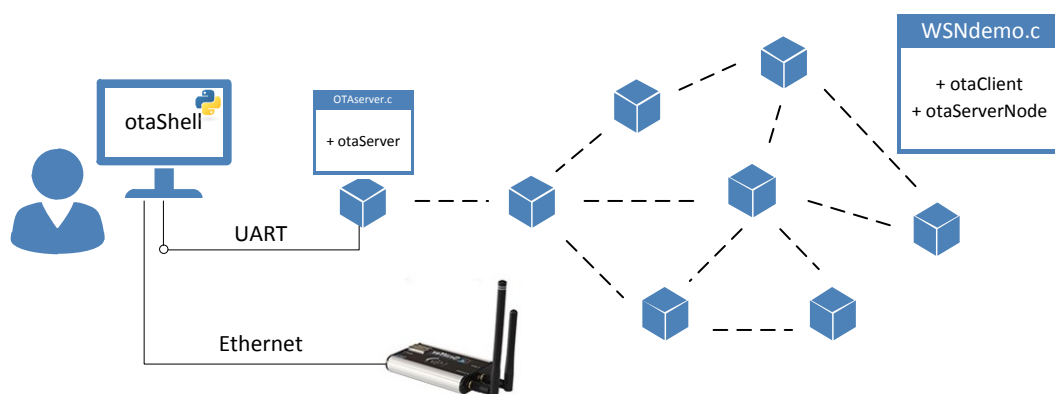 WSNdemo.c
+ otaClient
+ otaServerNode
OTAserver.c
+ otaServer
otaShell
UART
Ethernet